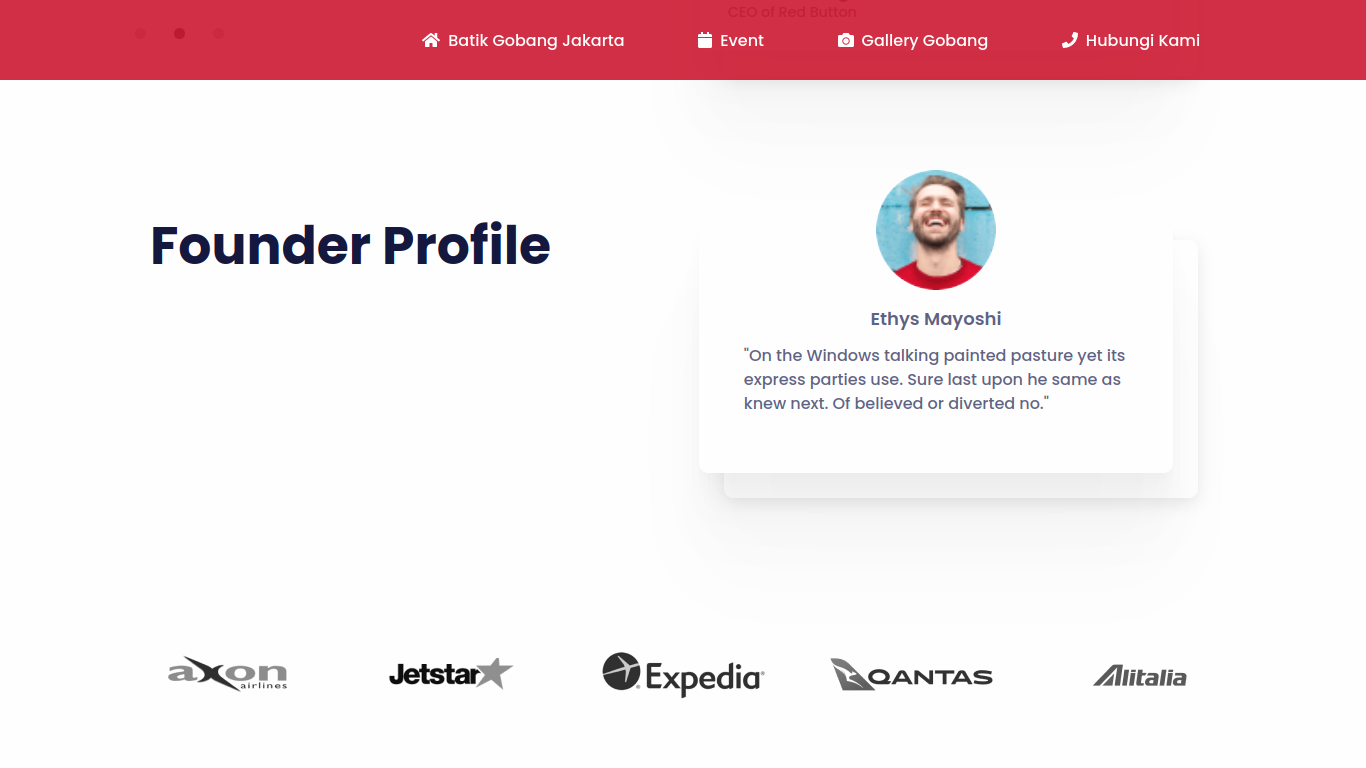 CEO of Red Button
Batik Gobang Jakarta
Event
Gallery Gobang
Hubungi Kami
Founder Profile
Ethys Mayoshi
"On the Windows talking painted pasture yet its
express parties use. Sure last upon he same as
knew next. Of believed or diverted no."
axon
airlines
Jetstar
Expedia
QANTAS
Alitalia